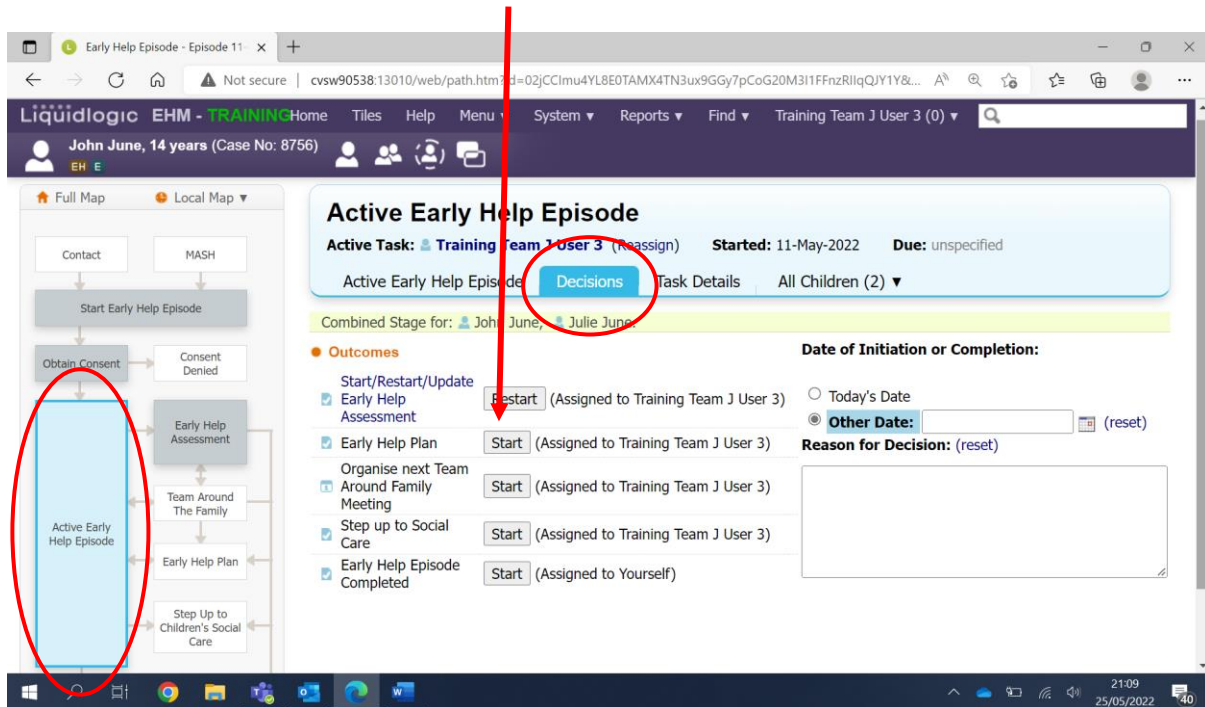 Early Help Episode - Episode 11
Not secure | cvsw90538:13010/web/path.htm?
Liquidlogic EHM - TRAINING Home Tiles Help Menu System Reports Find Training Team J User 3 (0)
John June, 14 years (Case No: 8756)
EH E
Full Map Local Map
Contact MASH
Start Early Help Episode
Obtain Consent
Consent
Denied
Active Early
Help Episode
Early Help
Assessment
Team Around
The Family
Early Help Plan
Step Up to
Children's Social
Care
Active Early Help Episode
Active Task: Training Team J User 3 (Reassign) Started: 11-May-2022 Due: unspecified
Active Early Help Episode Decisions Task Details All Children (2)
Combined Stage for: John June, Julie June.
Outcomes
Start/Restart/Update
Early Help
Assessment
Restart (Assigned to Training Team J User 3)
Early Help Plan Start (Assigned to Training Team J User 3)
Organise next Team
Around Family
Meeting
Start (Assigned to Training Team J User 3)
Step up to Social
Care
Start (Assigned to Training Team J User 3)
Early Help Episode
Completed
Start (Assigned to Yourself)
Date of Initiation or Completion:
Today's Date
Other Date: (reset)
Reason for Decision: (reset)
21:09
25/05/2022
40